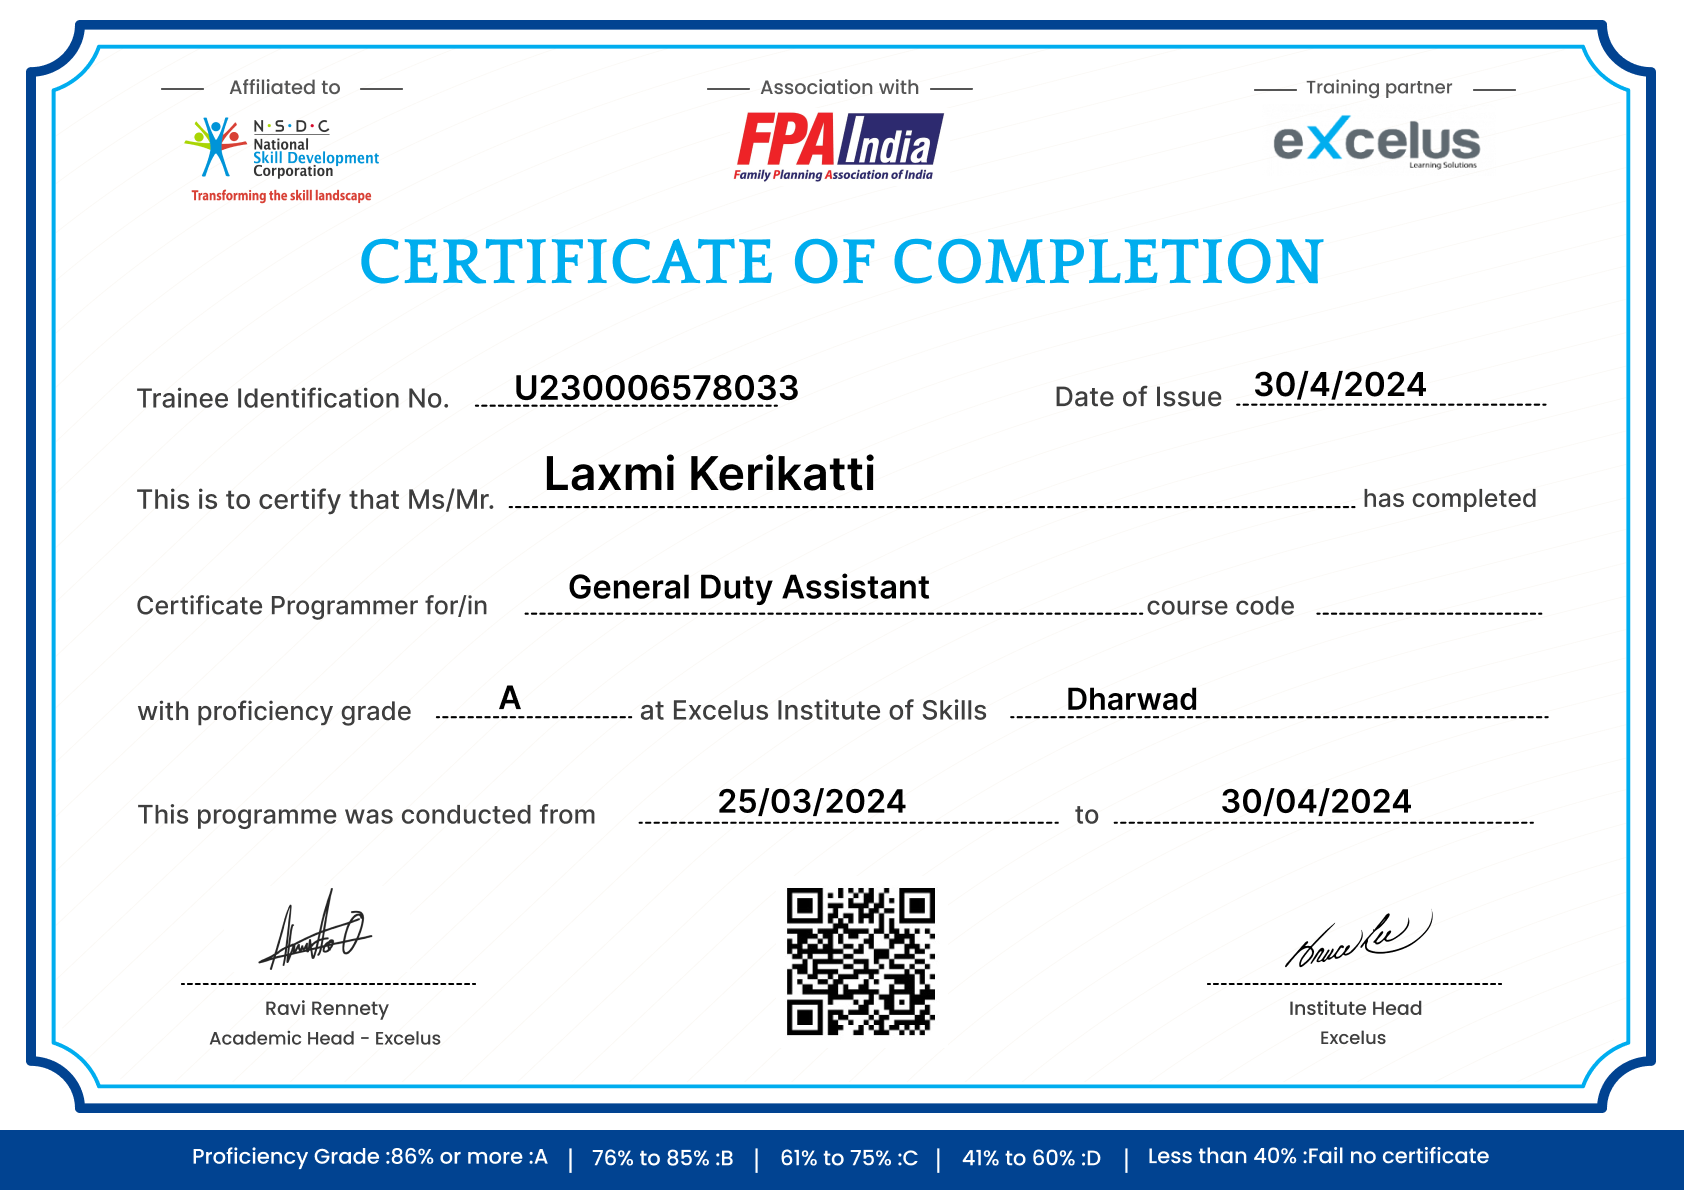 Affiliated to
N·S·D·C
National
Skill Development
Corporation
Transforming the skill landscape
Association with
FPA India
Family Planning Association of India
Training partner
eXcelus
Learning Solutions
CERTIFICATE OF COMPLETION
Trainee Identification No. U230006578033 Date of Issue 30/4/2024
This is to certify that Ms/Mr. Laxmi Kerikatti has completed
Certificate Programmer for/in General Duty Assistant course code
with proficiency grade A at Excelus Institute of Skills Dharwad
This programme was conducted from 25/03/2024 to 30/04/2024
Bruce Lee
Ravi Rennety
Academic Head - Excelus
Institute Head
Excelus
Proficiency Grade :86% or more :A | 76% to 85% :B | 61% to 75% :C | 41% to 60% :D | Less than 40% :Fail no certificate